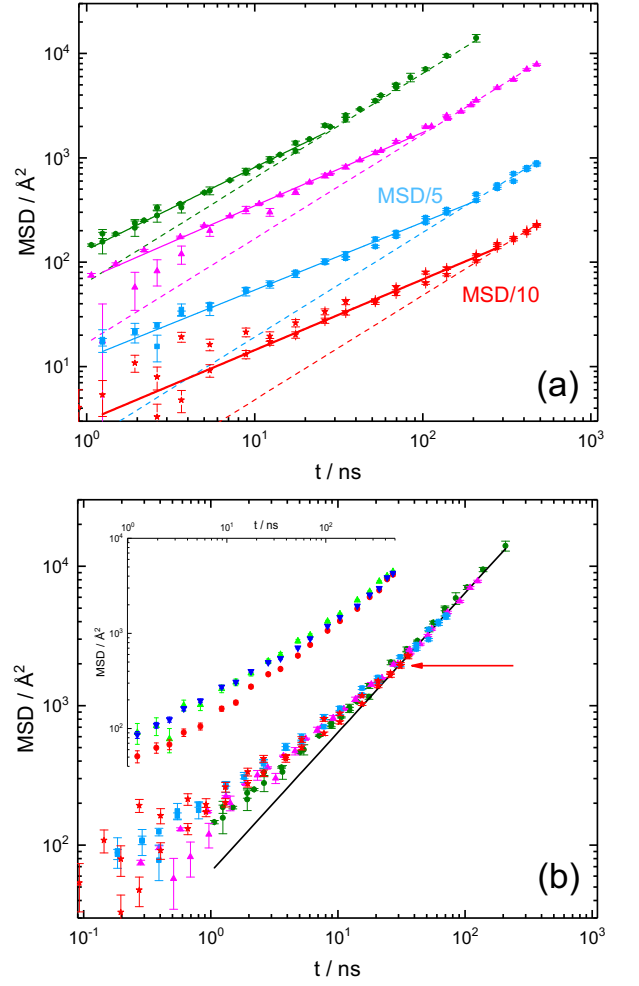 10⁴
10³
10²
10¹
MSD / Å²
MSD/5
MSD/10
(a)
10⁰ 10¹ 10² 10³
t / ns
10⁰ t / ns 10¹ 10²
10⁴
10³
10²
MSD / Å²
10⁴
10³
10²
MSD / Å²
(b)
10⁻¹ 10⁰ 10¹ 10² 10³
t / ns